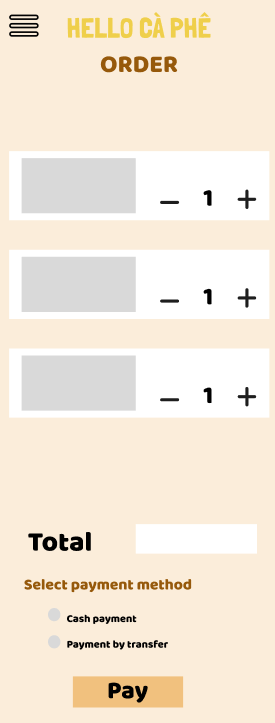 HELLO CÀ PHÊ
ORDER
− 1 +
− 1 +
− 1 +
Total
Select payment method
Cash payment
Payment by transfer
Pay